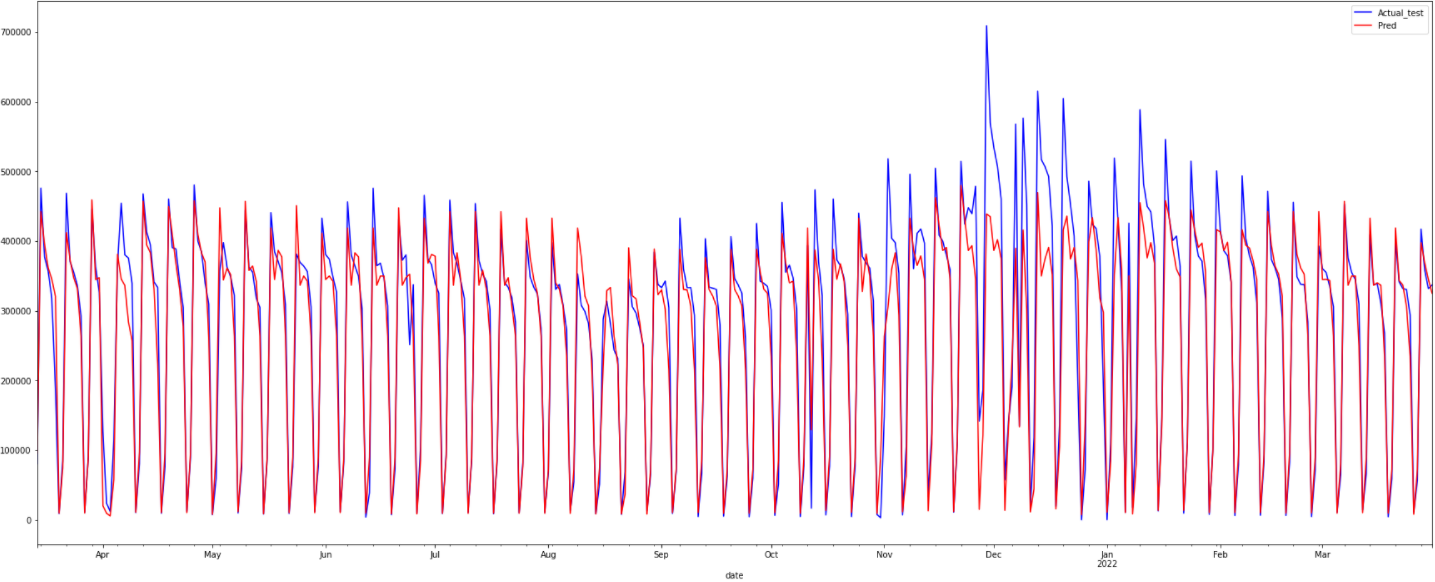 Actual_test
Pred
700000
600000
500000
400000
300000
200000
100000
0
Apr
May
Jun
Jul
Aug
Sep
Oct
Nov
Dec
Jan
2022
Feb
Mar
date